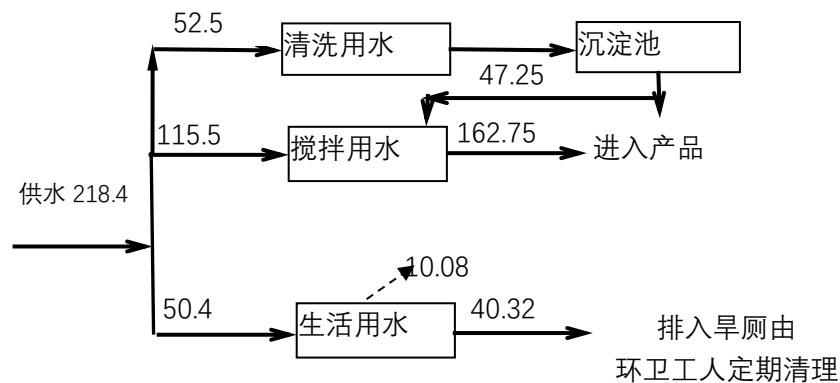 52.5
清洗用水
沉淀池
47.25
115.5
搅拌用水
162.75
进入产品
供水 218.4
10.08
50.4
生活用水
40.32
排入旱厕由
环卫工人定期清理